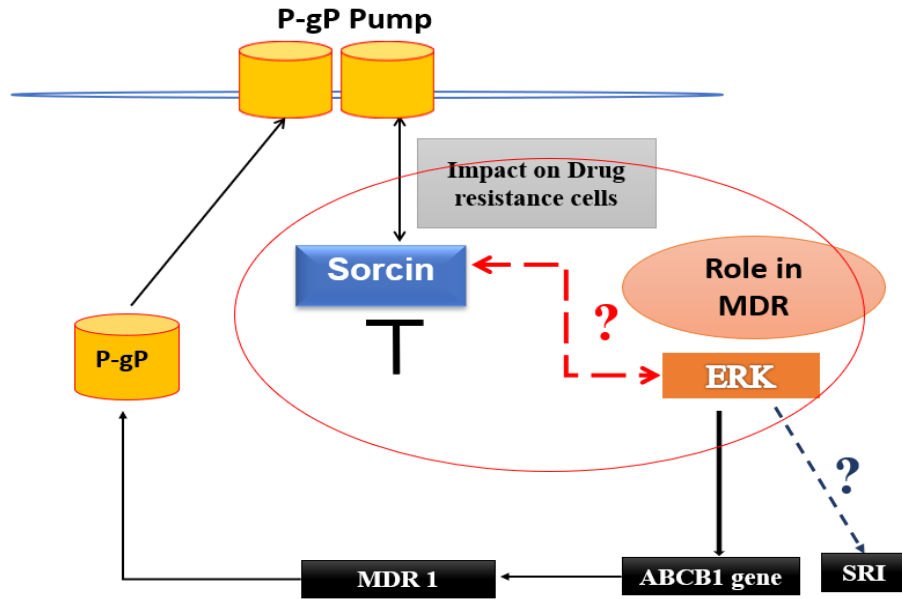 P-gP Pump
Impact on Drug
resistance cells
Sorcin
Role in
MDR
?
P-gP
ERK
?
MDR 1
ABCB1 gene
SRI